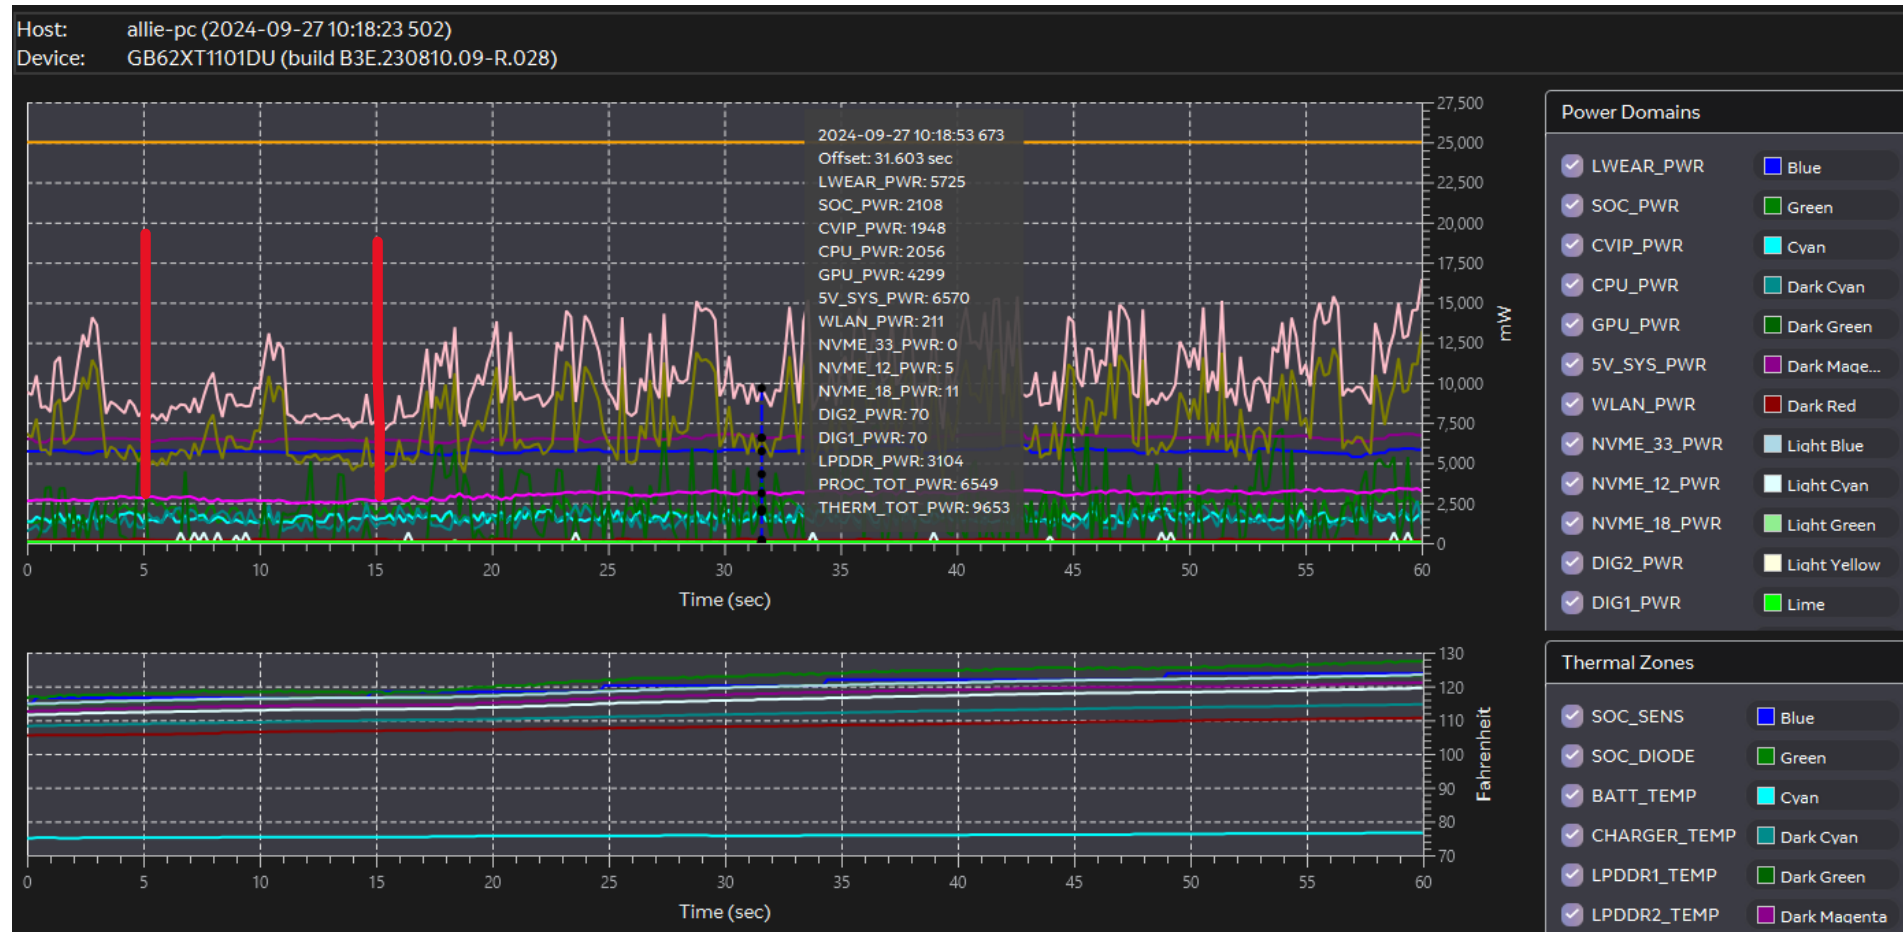 Host: allie-pc (2024-09-27 10:18:23 502)
Device: GB62XT1101DU (build B3E.230810.09-R.028)
2024-09-27 10:18:53 673
Offset: 31.603 sec
LWEAR_PWR: 5725
SOC_PWR: 2108
CVIP_PWR: 1948
CPU_PWR: 2056
GPU_PWR: 4299
5V_SYS_PWR: 6570
WLAN_PWR: 211
NVME_33_PWR: 0
NVME_12_PWR: 5
NVME_18_PWR: 11
DIG2_PWR: 70
DIG1_PWR: 70
LPDDR_PWR: 3104
PROC_TOT_PWR: 6549
THERM_TOT_PWR: 9653
27,500
25,000
22,500
20,000
17,500
15,000
12,500
10,000
7,500
5,000
2,500
0
mW
0 5 10 15 20 25 30 35 40 45 50 55 60
Time (sec)
Power Domains
LWEAR_PWR Blue
SOC_PWR Green
CVIP_PWR Cyan
CPU_PWR Dark Cyan
GPU_PWR Dark Green
5V_SYS_PWR Dark Mage...
WLAN_PWR Dark Red
NVME_33_PWR Light Blue
NVME_12_PWR Light Cyan
NVME_18_PWR Light Green
DIG2_PWR Light Yellow
DIG1_PWR Lime
130
120
110
100
90
80
70
Fahrenheit
0 5 10 15 20 25 30 35 40 45 50 55 60
Time (sec)
Thermal Zones
SOC_SENS Blue
SOC_DIODE Green
BATT_TEMP Cyan
CHARGER_TEMP Dark Cyan
LPDDR1_TEMP Dark Green
LPDDR2_TEMP Dark Magenta